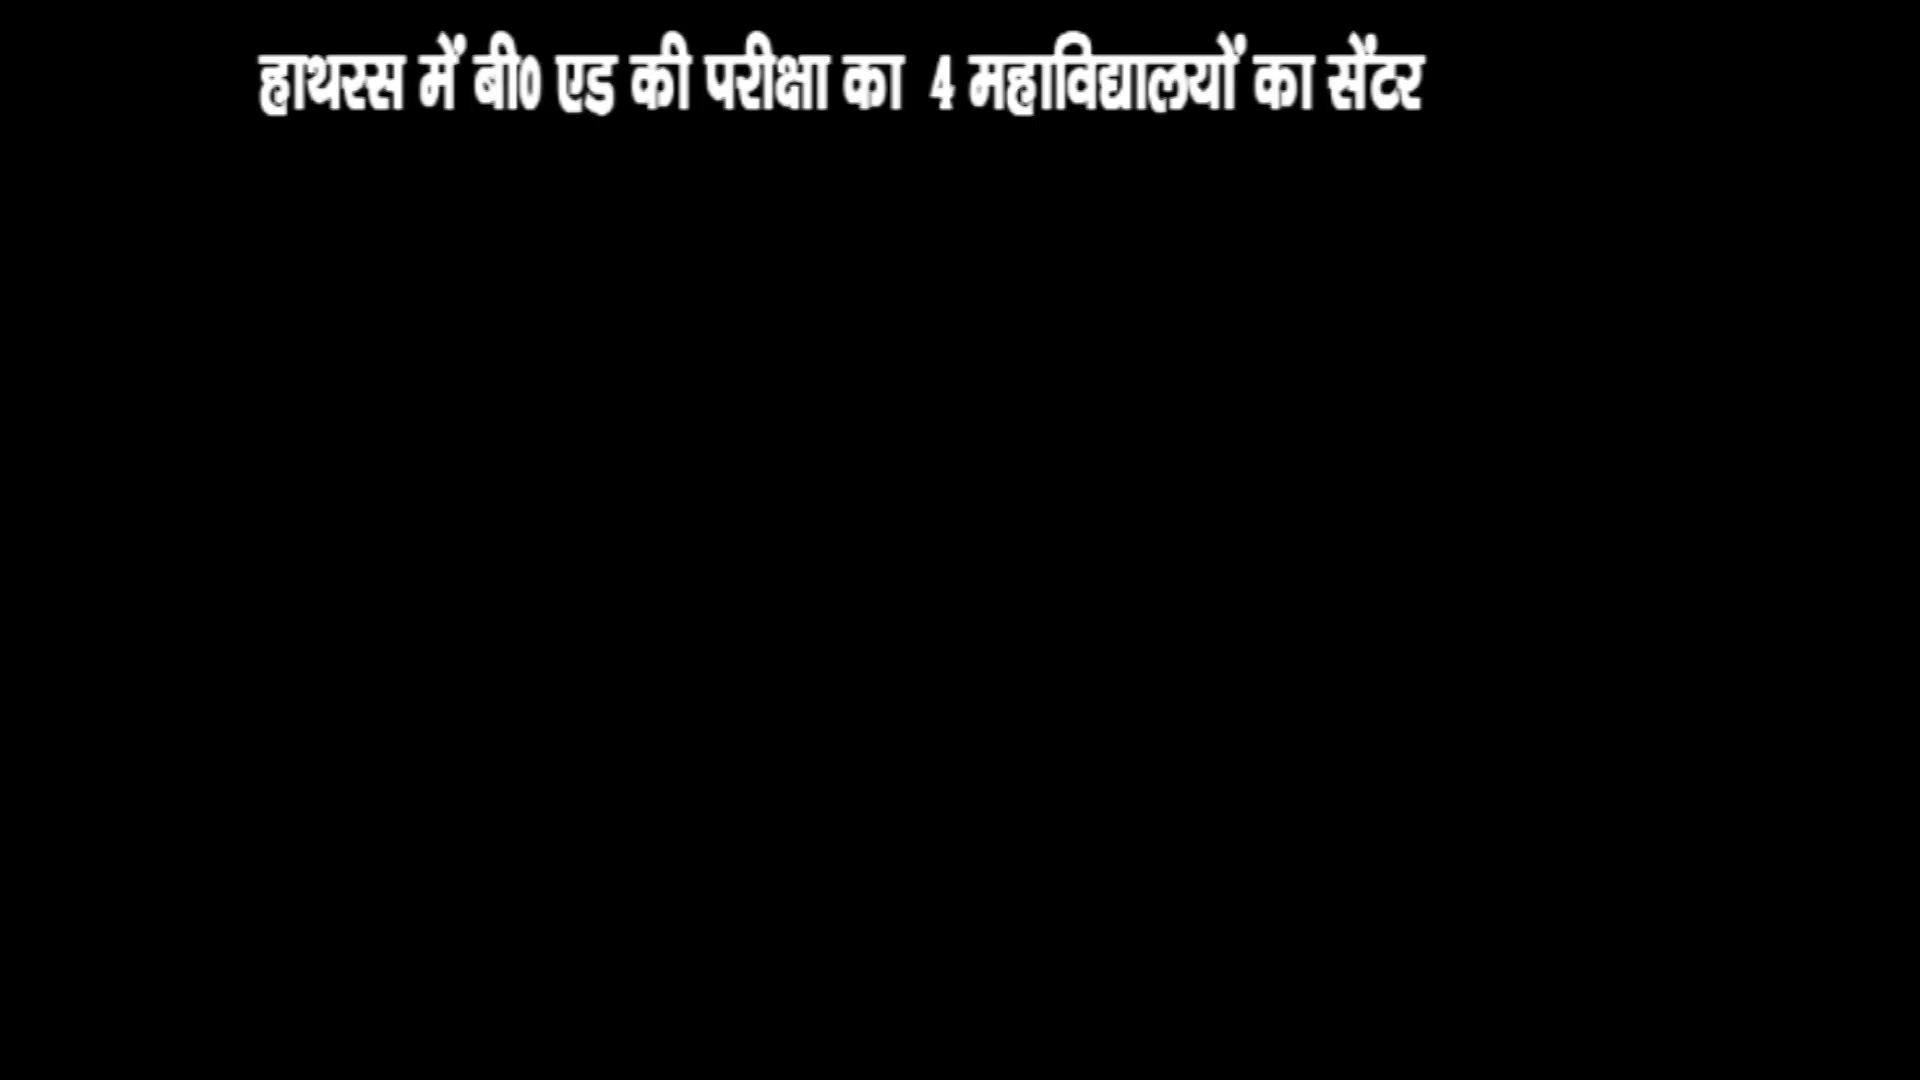 हाथरस में बी0 एड की परीक्षा का 4 महाविद्यालयों का सेंटर